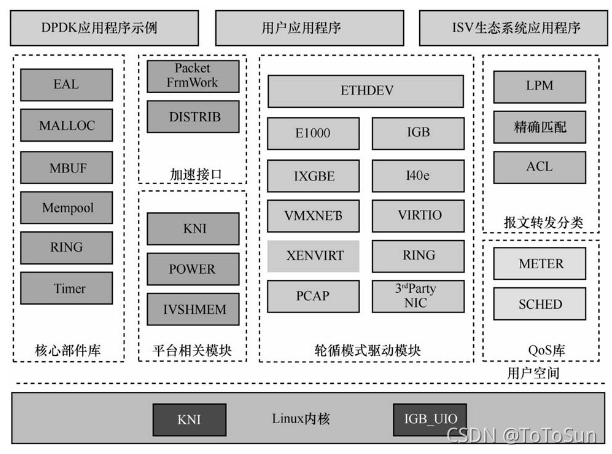 DPDK应用程序示例
用户应用程序
ISV生态系统应用程序
EAL
MALLOC
MBUF
Mempool
RING
Timer
核心部件库
Packet
FrmWork
DISTRIB
加速接口
KNI
POWER
IVSHMEM
平台相关模块
ETHDEV
E1000
IGB
IXGBE
I40e
VMXNET3
VIRTIO
XENVIRT
RING
PCAP
3rdParty
NIC
轮循模式驱动模块
LPM
精确匹配
ACL
报文转发分类
METER
SCHED
QoS库
用户空间
KNI
Linux内核
IGB_UIO
CSDN @ToToSun